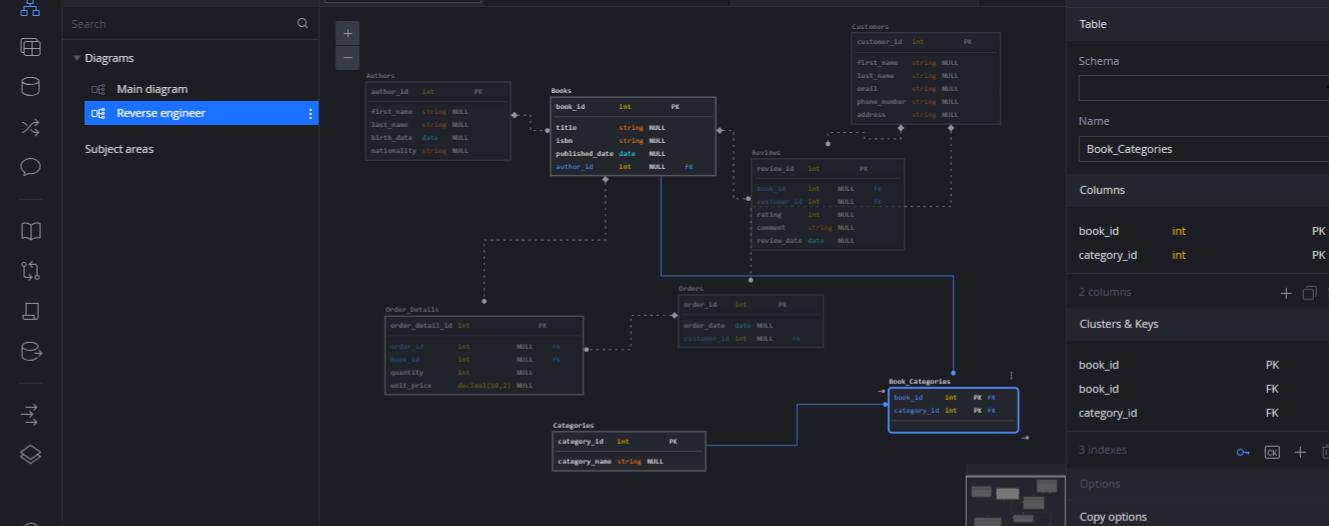 Search
Diagrams
Main diagram
Reverse engineer
Subject areas
+
−
Customers
customer_id int PK
first_name string NULL
last_name string NULL
email string NULL
phone_number string NULL
address string NULL
Authors
author_id int PK
first_name string NULL
last_name string NULL
birth_date date NULL
nationality string NULL
Books
book_id int PK
title string NULL
isbn string NULL
published_date date NULL
author_id int NULL FK
Reviews
review_id int PK
book_id int NULL FK
customer_id int NULL FK
rating int NULL
comment string NULL
review_date date NULL
Orders
order_id int PK
order_date date NULL
customer_id int NULL FK
Order_Details
order_detail_id int PK
order_id int NULL FK
book_id int NULL FK
quantity int NULL
unit_price decimal(10,2) NULL
Book_Categories
book_id int PK FK
category_id int PK FK
Categories
category_id int PK
category_name string NULL
Table
Schema
Name
Book_Categories
Columns
book_id int PK
category_id int PK
2 columns
Clusters & Keys
book_id PK
book_id FK
category_id FK
3 indexes CK
Options
Copy options